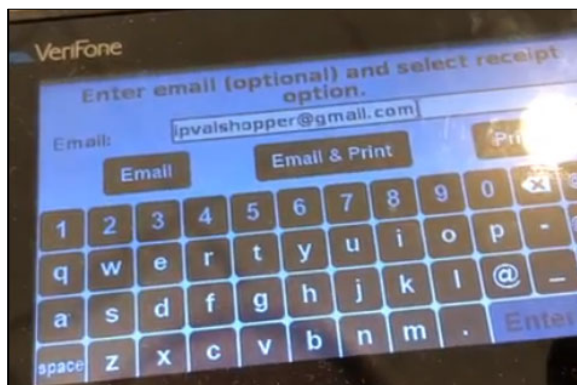 VeriFone
Enter email (optional) and select receipt
option.
Email:
ipvalshopper@gmail.com
Email
Email & Print
1 2 3 4 5 6 7 8 9 0
q w e r t y u i o p -
a s d f g h j k l @ _
space z x c v b n m . Enter